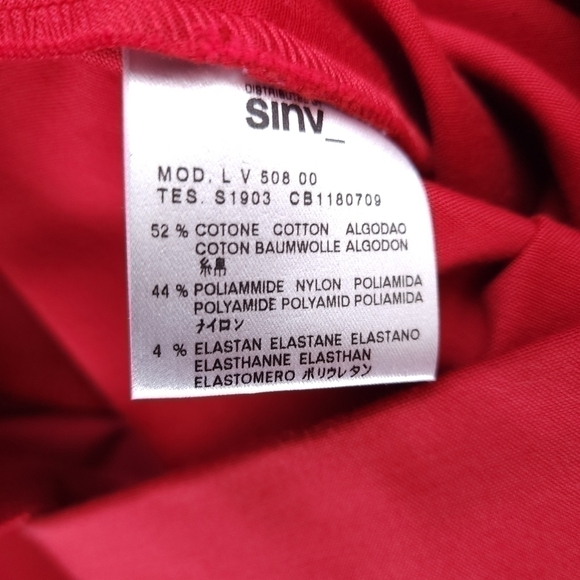 DISTRIBUTED BY
sinv_
MOD. L V 508 00
TES. S1903 CB1180709
52 % COTONE COTTON ALGODAO
COTON BAUMWOLLE ALGODON
44 % POLIAMMIDE NYLON POLIAMIDA
POLYAMIDE POLYAMID POLIAMIDA
ナイロン
4 % ELASTAN ELASTANE ELASTANO
ELASTHANNE ELASTHAN
ELASTOMERO ポリウレタン